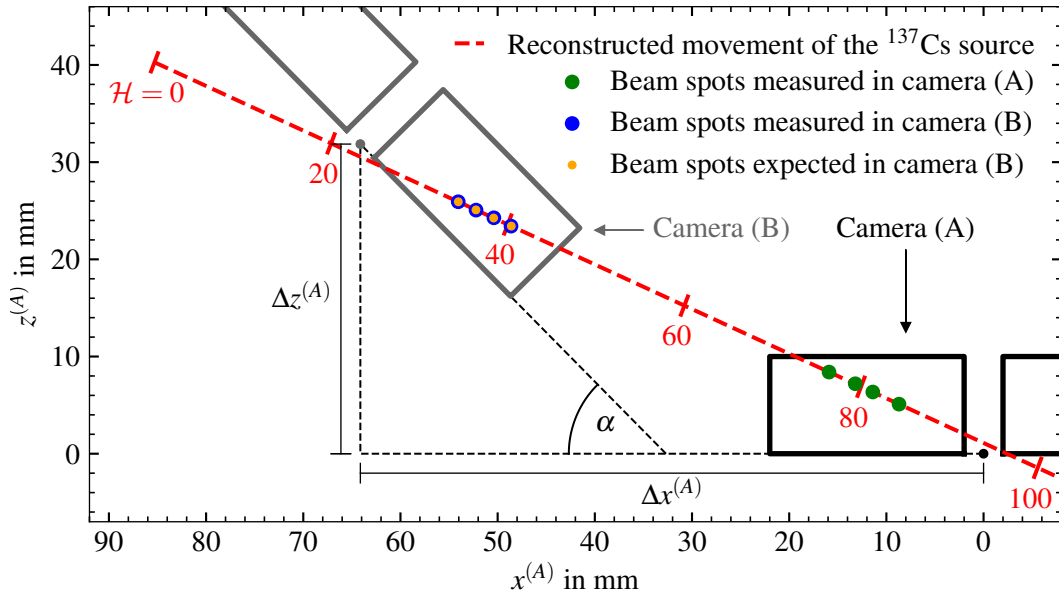 Reconstructed movement of the ¹³⁷Cs source
Beam spots measured in camera (A)
Beam spots measured in camera (B)
Beam spots expected in camera (B)
ℋ = 0
20
40
60
80
100
Camera (B)
Camera (A)
Δz⁽ᴬ⁾
α
Δx⁽ᴬ⁾
z⁽ᴬ⁾ in mm
40
30
20
10
0
90 80 70 60 50 40 30 20 10 0
x⁽ᴬ⁾ in mm